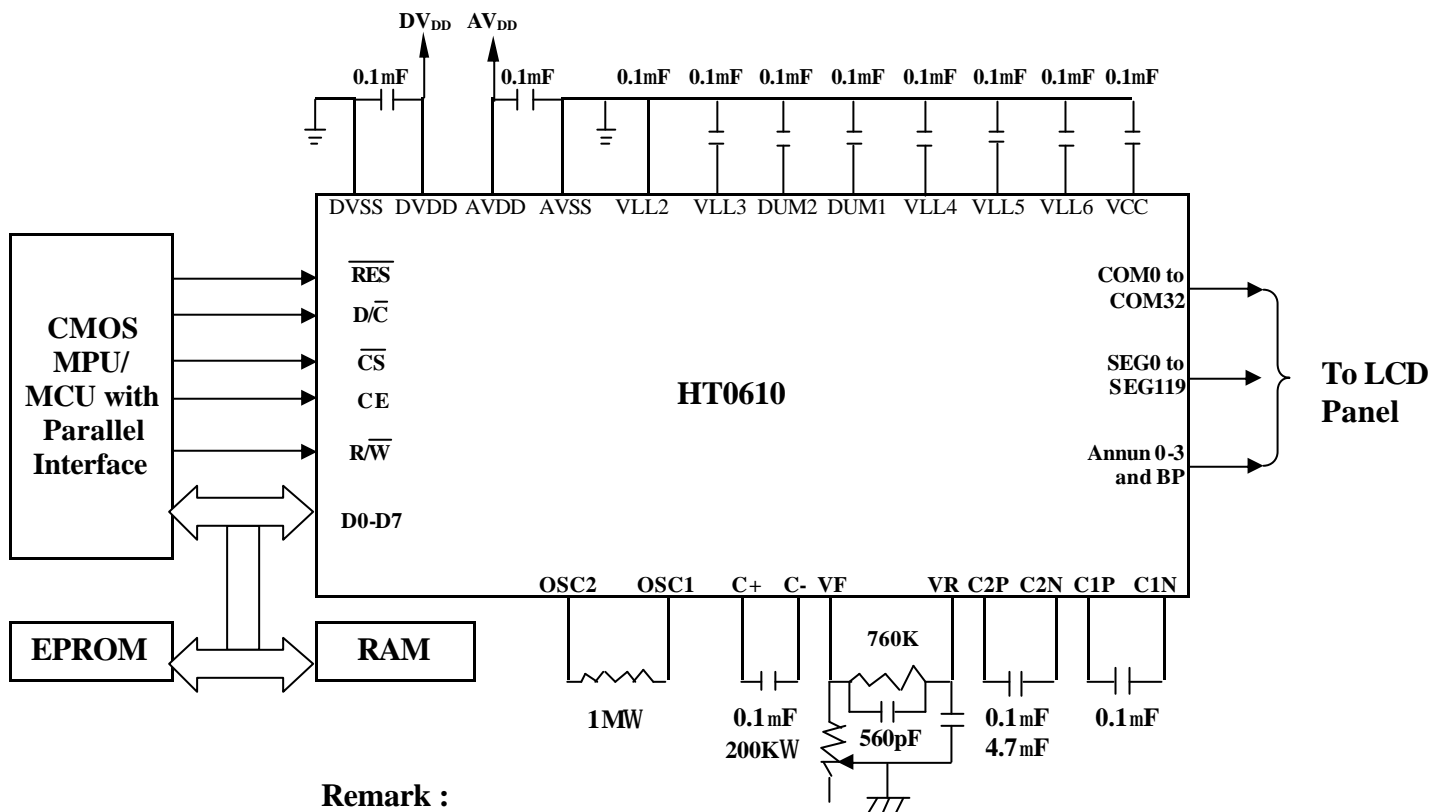 DVDD AVDD
0.1mF 0.1mF 0.1mF 0.1mF 0.1mF 0.1mF 0.1mF 0.1mF 0.1mF
DVSS DVDD AVDD AVSS VLL2 VLL3 DUM2 DUM1 VLL4 VLL5 VLL6 VCC
CMOS
MPU/
MCU with
Parallel
Interface
RES
D/C
CS
CE
R/W
D0-D7
HT0610
COM0 to
COM32
SEG0 to
SEG119
Annun 0-3
and BP
To LCD
Panel
OSC2 OSC1 C+ C- VF VR C2P C2N C1P C1N
EPROM
RAM
760K
1MW
0.1mF
200KW
560pF
0.1mF
4.7mF
0.1mF
Remark :